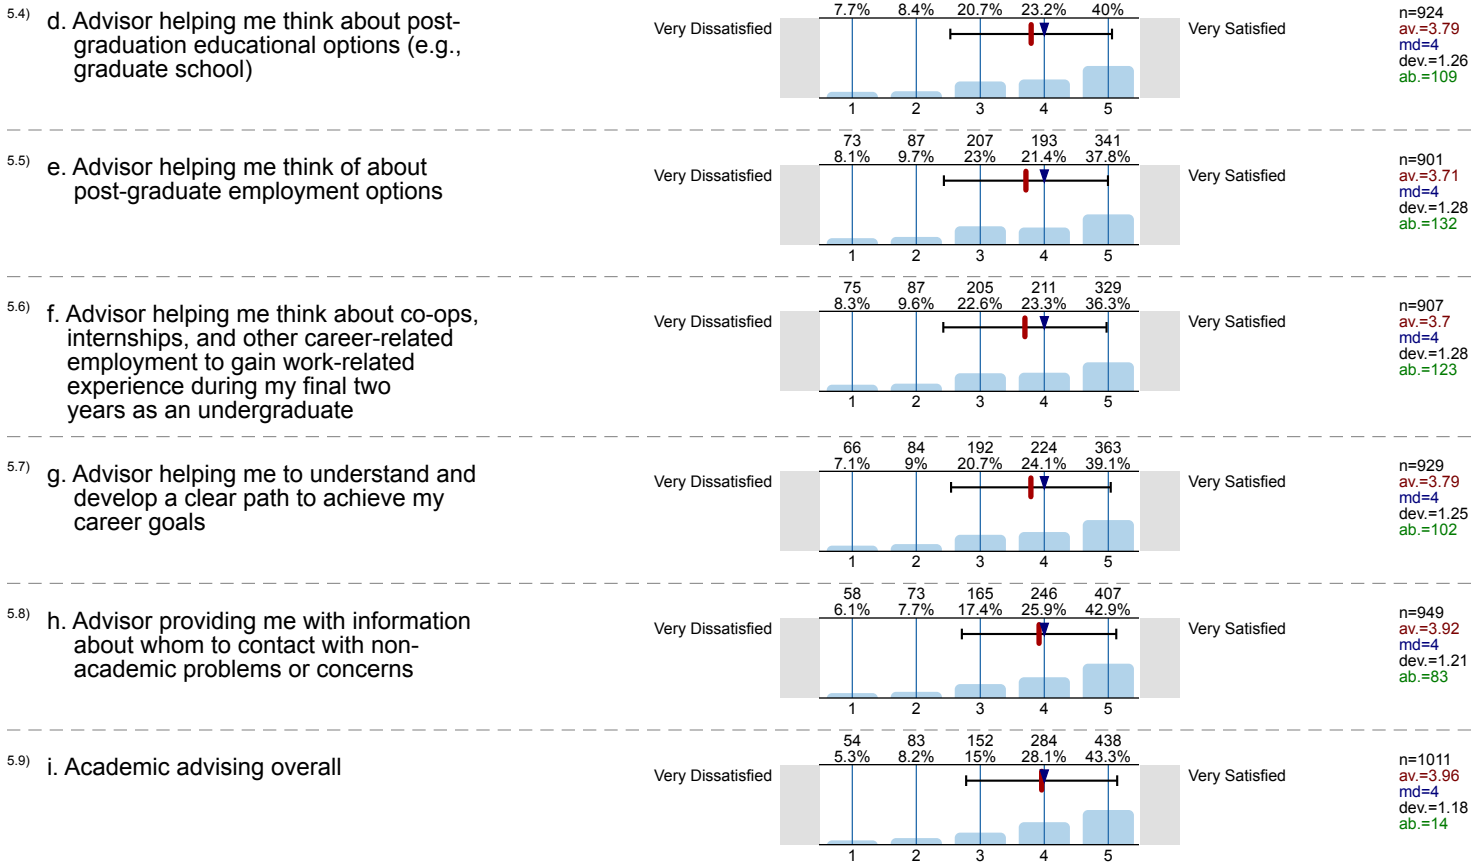 5.4) d. Advisor helping me think about post-
graduation educational options (e.g.,
graduate school)
Very Dissatisfied
7.7% 8.4% 20.7% 23.2% 40%
1 2 3 4 5
Very Satisfied
n=924
av.=3.79
md=4
dev.=1.26
ab.=109
5.5) e. Advisor helping me think of about
post-graduate employment options
Very Dissatisfied
73 87 207 193 341
8.1% 9.7% 23% 21.4% 37.8%
1 2 3 4 5
Very Satisfied
n=901
av.=3.71
md=4
dev.=1.28
ab.=132
5.6) f. Advisor helping me think about co-ops,
internships, and other career-related
employment to gain work-related
experience during my final two
years as an undergraduate
Very Dissatisfied
75 87 205 211 329
8.3% 9.6% 22.6% 23.3% 36.3%
1 2 3 4 5
Very Satisfied
n=907
av.=3.7
md=4
dev.=1.28
ab.=123
5.7) g. Advisor helping me to understand and
develop a clear path to achieve my
career goals
Very Dissatisfied
66 84 192 224 363
7.1% 9% 20.7% 24.1% 39.1%
1 2 3 4 5
Very Satisfied
n=929
av.=3.79
md=4
dev.=1.25
ab.=102
5.8) h. Advisor providing me with information
about whom to contact with non-
academic problems or concerns
Very Dissatisfied
58 73 165 246 407
6.1% 7.7% 17.4% 25.9% 42.9%
1 2 3 4 5
Very Satisfied
n=949
av.=3.92
md=4
dev.=1.21
ab.=83
5.9) i. Academic advising overall
Very Dissatisfied
54 83 152 284 438
5.3% 8.2% 15% 28.1% 43.3%
1 2 3 4 5
Very Satisfied
n=1011
av.=3.96
md=4
dev.=1.18
ab.=14